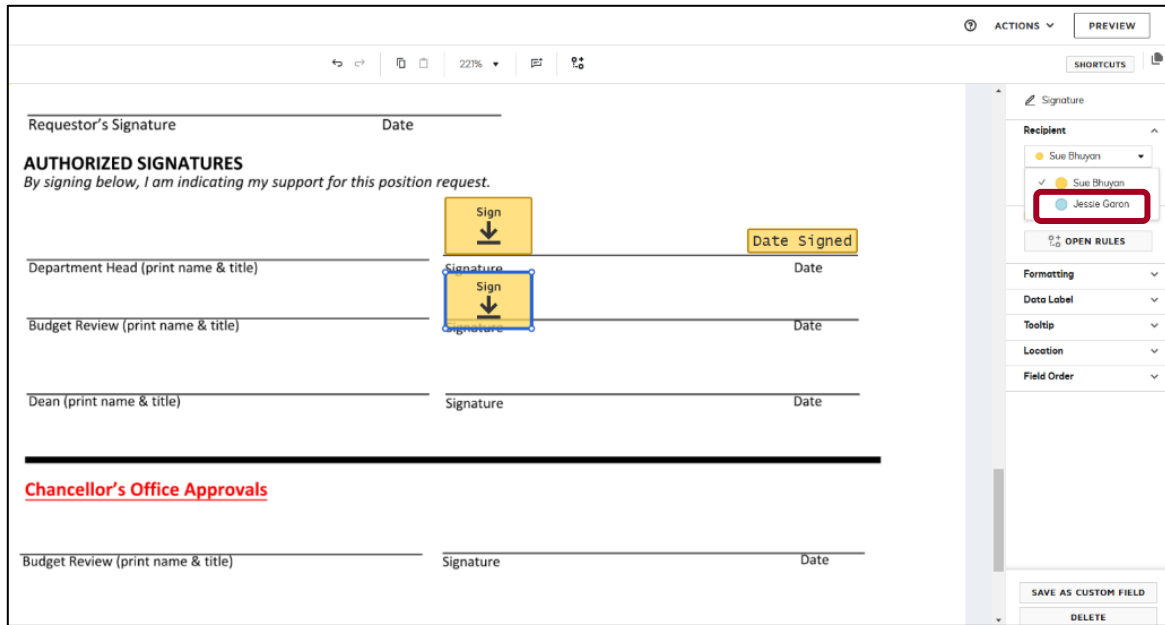 ACTIONS PREVIEW
221% SHORTCUTS
Signature
Recipient
Sue Bhuyan
Sue Bhuyan
Jessie Garon
OPEN RULES
Formatting
Data Label
Tooltip
Location
Field Order
SAVE AS CUSTOM FIELD
DELETE
Requestor's Signature Date
AUTHORIZED SIGNATURES
By signing below, I am indicating my support for this position request.
Sign
Date Signed
Department Head (print name & title) Signature Date
Sign
Budget Review (print name & title) Signature Date
Dean (print name & title) Signature Date
Chancellor's Office Approvals
Budget Review (print name & title) Signature Date